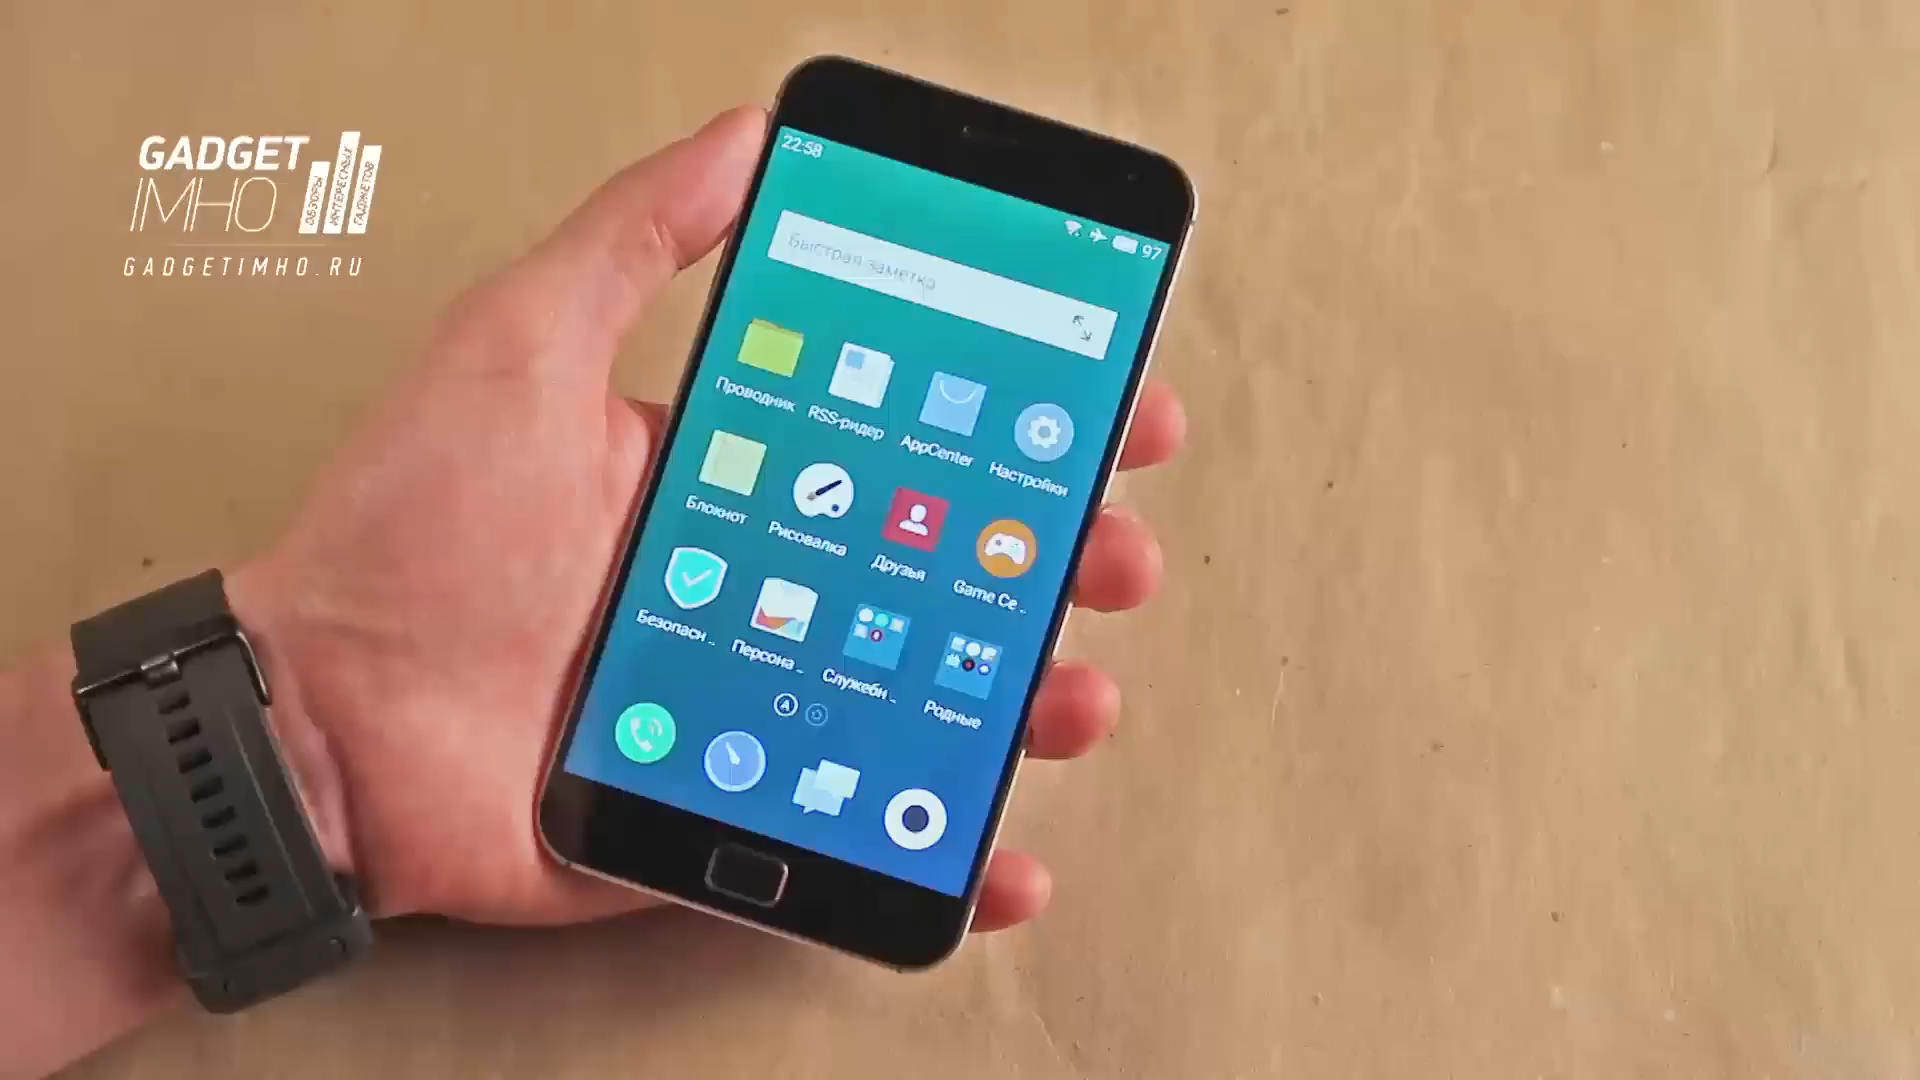 GADGET
IMHO
ОБЗОРЫ
ИНТЕРЕСНЫХ
ГАДЖЕТОВ
GADGETIMHO.RU
22:58
97
Быстрая заметка
Проводник
RSS-ридер
AppCenter
Настройки
Блокнот
Рисовалка
Друзья
Game Ce...
Безопасн...
Персона...
Служебн...
Родные
A